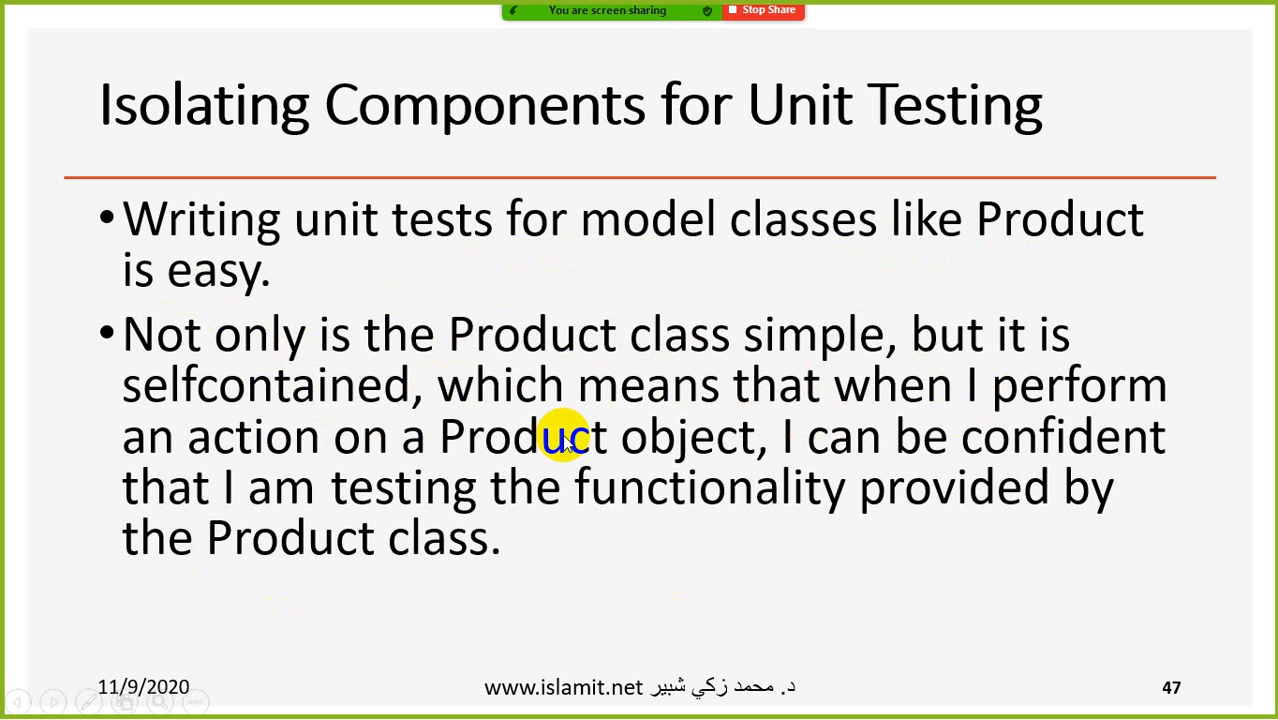 You are screen sharing Stop Share
Isolating Components for Unit Testing
•Writing unit tests for model classes like Product
is easy.
•Not only is the Product class simple, but it is
selfcontained, which means that when I perform
an action on a Product object, I can be confident
that I am testing the functionality provided by
the Product class.
11/9/2020 www.islamit.net د. محمد زكي شبير 47